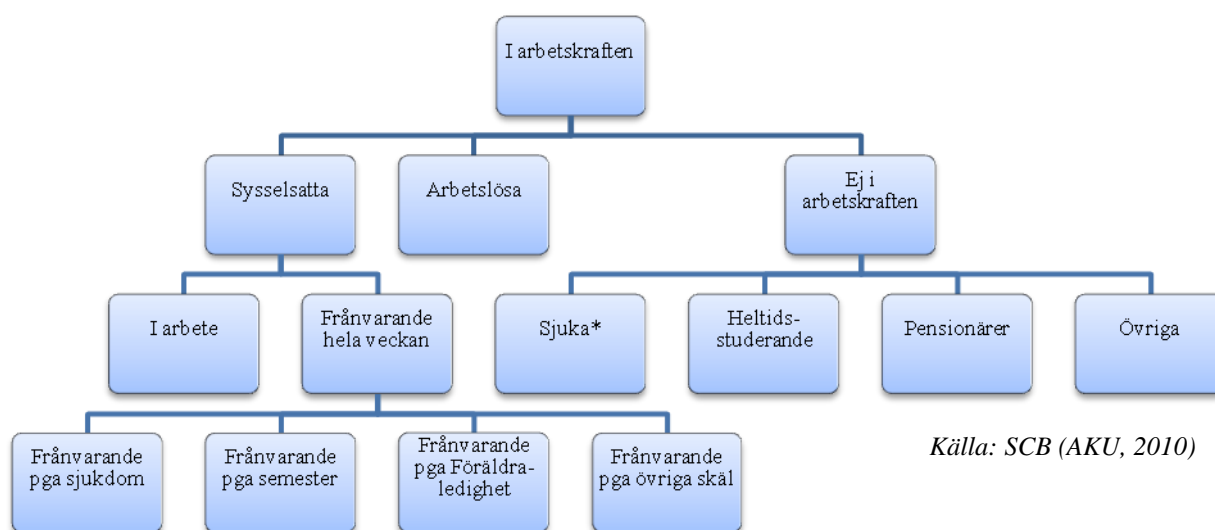 I arbetskraften
Sysselsatta
Arbetslösa
Ej i
arbetskraften
I arbete
Frånvarande
hela veckan
Sjuka*
Heltids-
studerande
Pensionärer
Övriga
Frånvarande
pga sjukdom
Frånvarande
pga semester
Frånvarande
pga Föräldra-
ledighet
Frånvarande
pga övriga skäl
Källa: SCB (AKU, 2010)